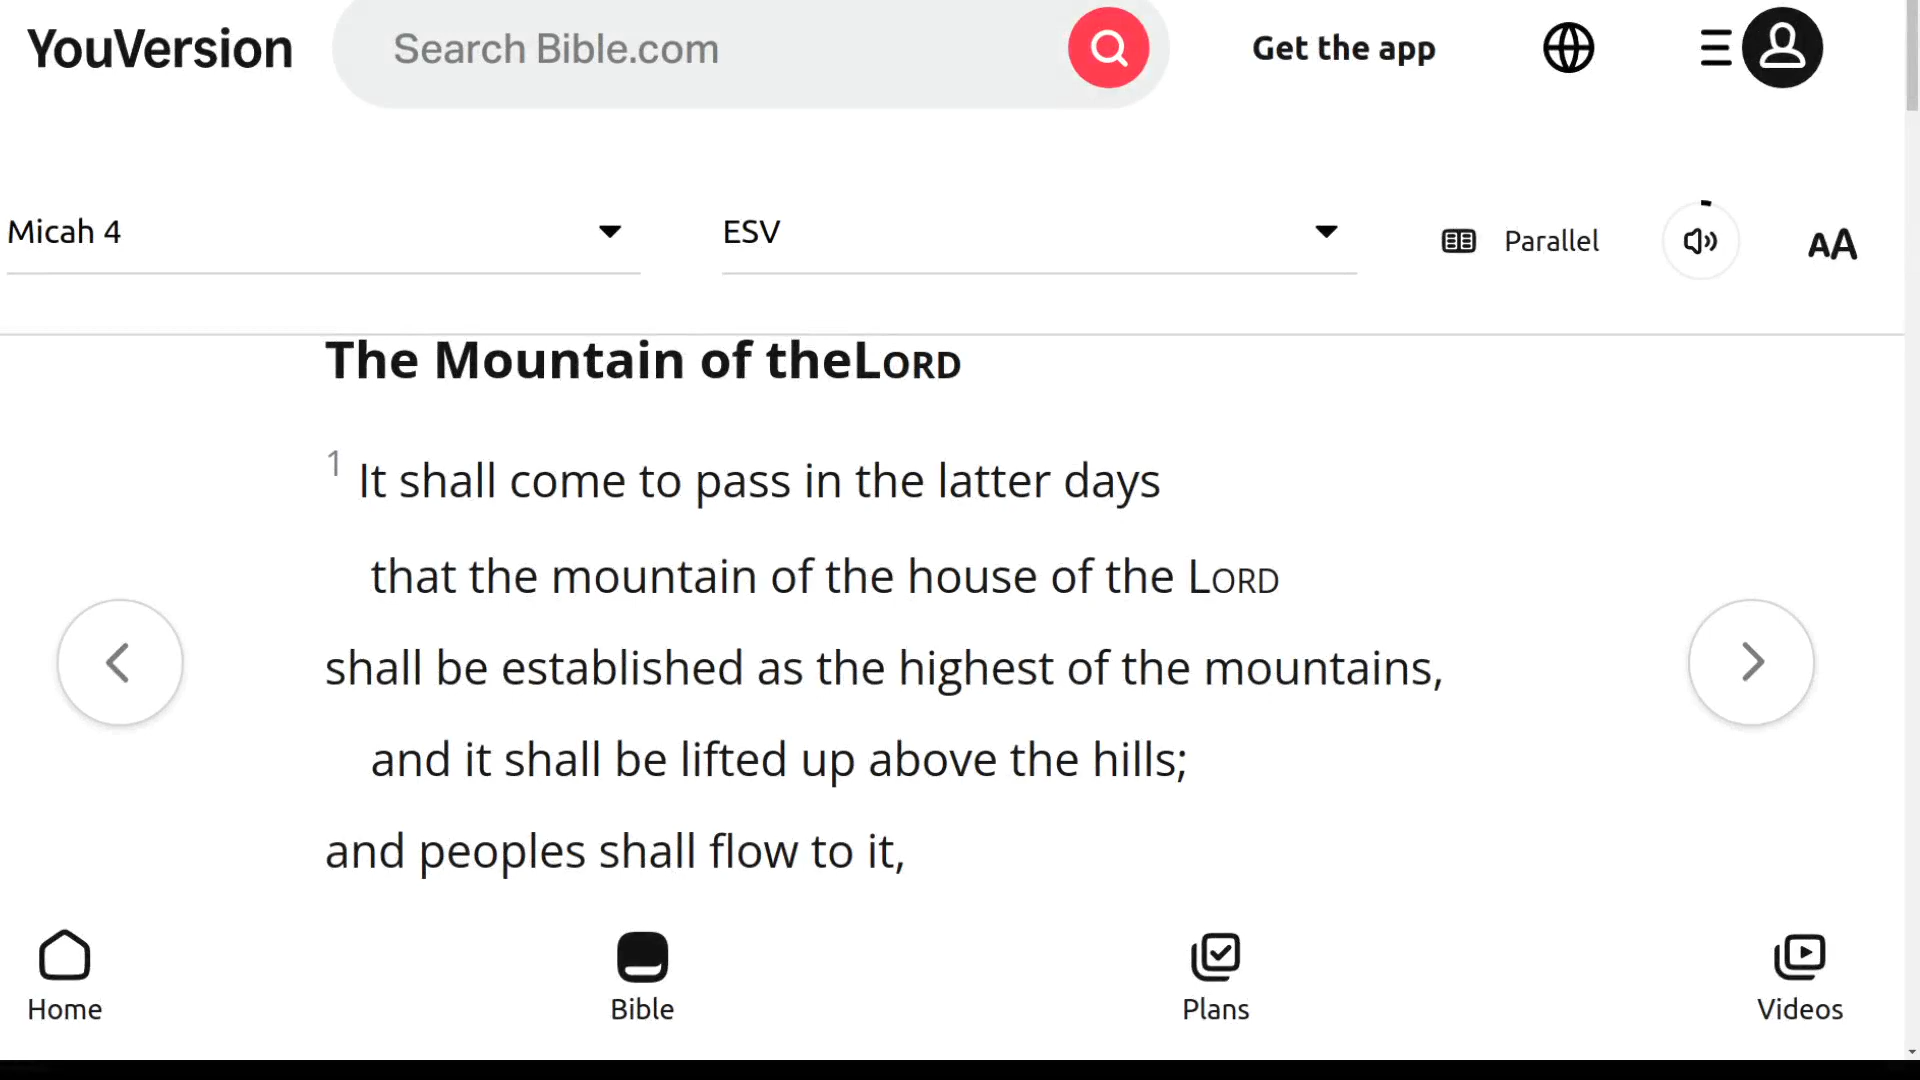 YouVersion
Search Bible.com
Get the app
Micah 4
ESV
Parallel
AA
The Mountain of theLORD
1 It shall come to pass in the latter days
that the mountain of the house of the LORD
shall be established as the highest of the mountains,
and it shall be lifted up above the hills;
and peoples shall flow to it,
Home
Bible
Plans
Videos